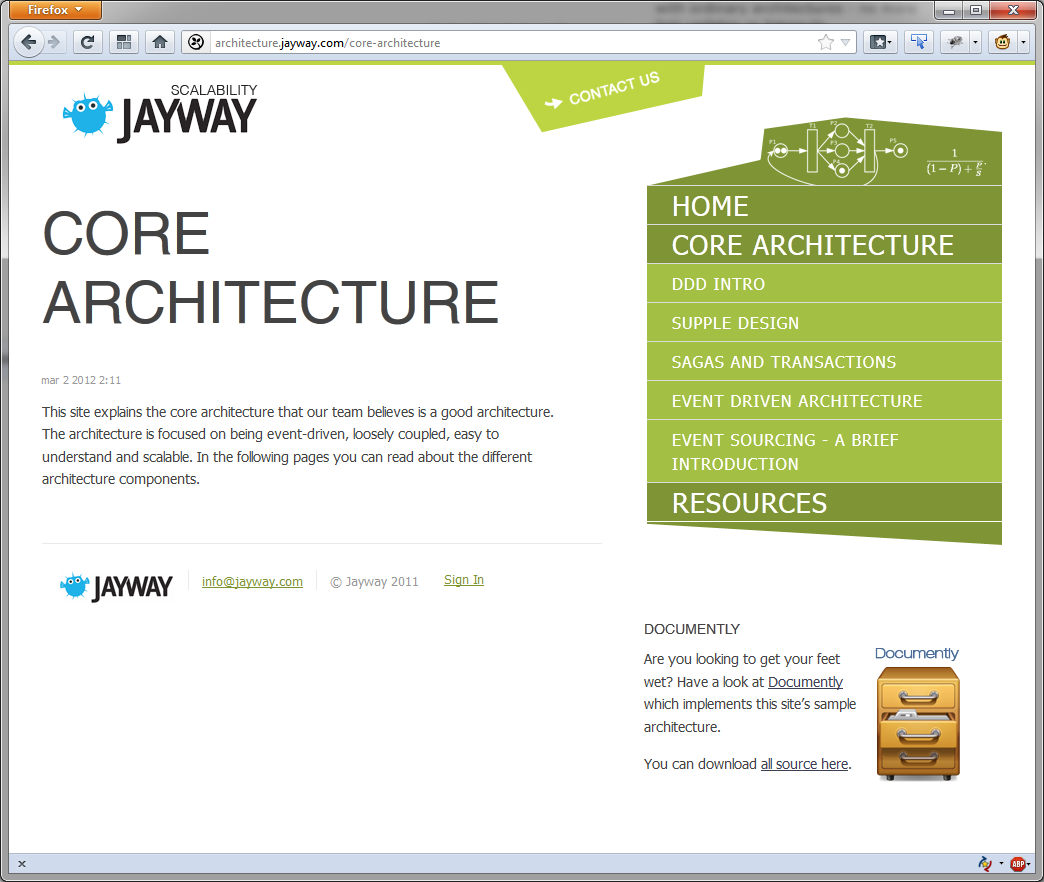 Firefox
architecture.jayway.com/core-architecture
SCALABILITY
JAYWAY
CONTACT US
CORE
ARCHITECTURE
mar 2 2012 2:11
This site explains the core architecture that our team believes is a good architecture.
The architecture is focused on being event-driven, loosely coupled, easy to
understand and scalable. In the following pages you can read about the different
architecture components.
JAYWAY
info@jayway.com
© Jayway 2011
Sign In
HOME
CORE ARCHITECTURE
DDD INTRO
SUPPLE DESIGN
SAGAS AND TRANSACTIONS
EVENT DRIVEN ARCHITECTURE
EVENT SOURCING - A BRIEF
INTRODUCTION
RESOURCES
DOCUMENTLY
Are you looking to get your feet
wet? Have a look at Documently
which implements this site's sample
architecture.
You can download all source here.
Documently
ABP